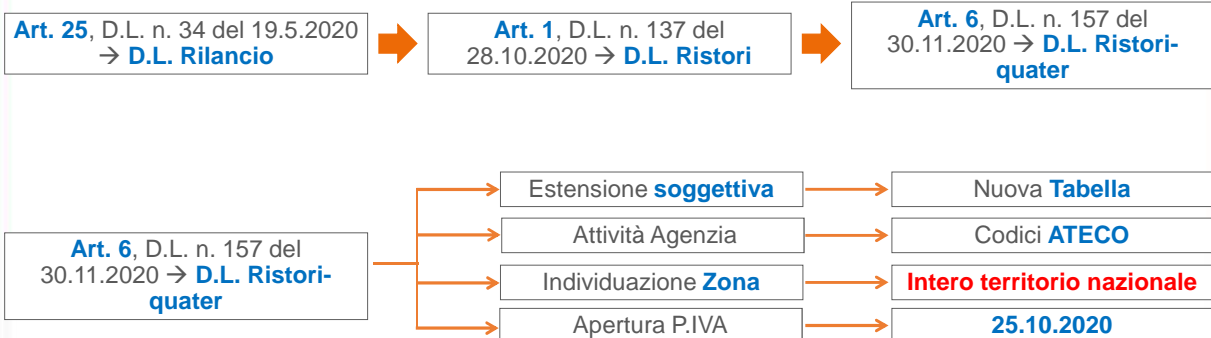 Art. 25, D.L. n. 34 del 19.5.2020
→ D.L. Rilancio
Art. 1, D.L. n. 137 del
28.10.2020 → D.L. Ristori
Art. 6, D.L. n. 157 del
30.11.2020 → D.L. Ristori-
quater
Art. 6, D.L. n. 157 del
30.11.2020 → D.L. Ristori-
quater
Estensione soggettiva
Nuova Tabella
Attività Agenzia
Codici ATECO
Individuazione Zona
Intero territorio nazionale
Apertura P.IVA
25.10.2020